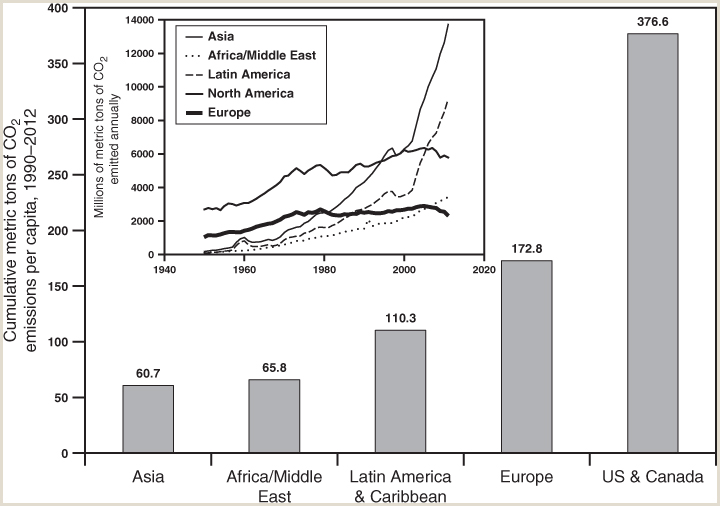 Cumulative metric tons of CO2
emissions per capita, 1990–2012
400
350
300
250
200
150
100
50
0
Millions of metric tons of CO2
emitted annually
14000
12000
10000
8000
6000
4000
2000
0
1940
1960
1980
2000
2020
Asia
Africa/Middle East
Latin America
North America
Europe
60.7
65.8
110.3
172.8
376.6
Asia
Africa/Middle
East
Latin America
& Caribbean
Europe
US & Canada